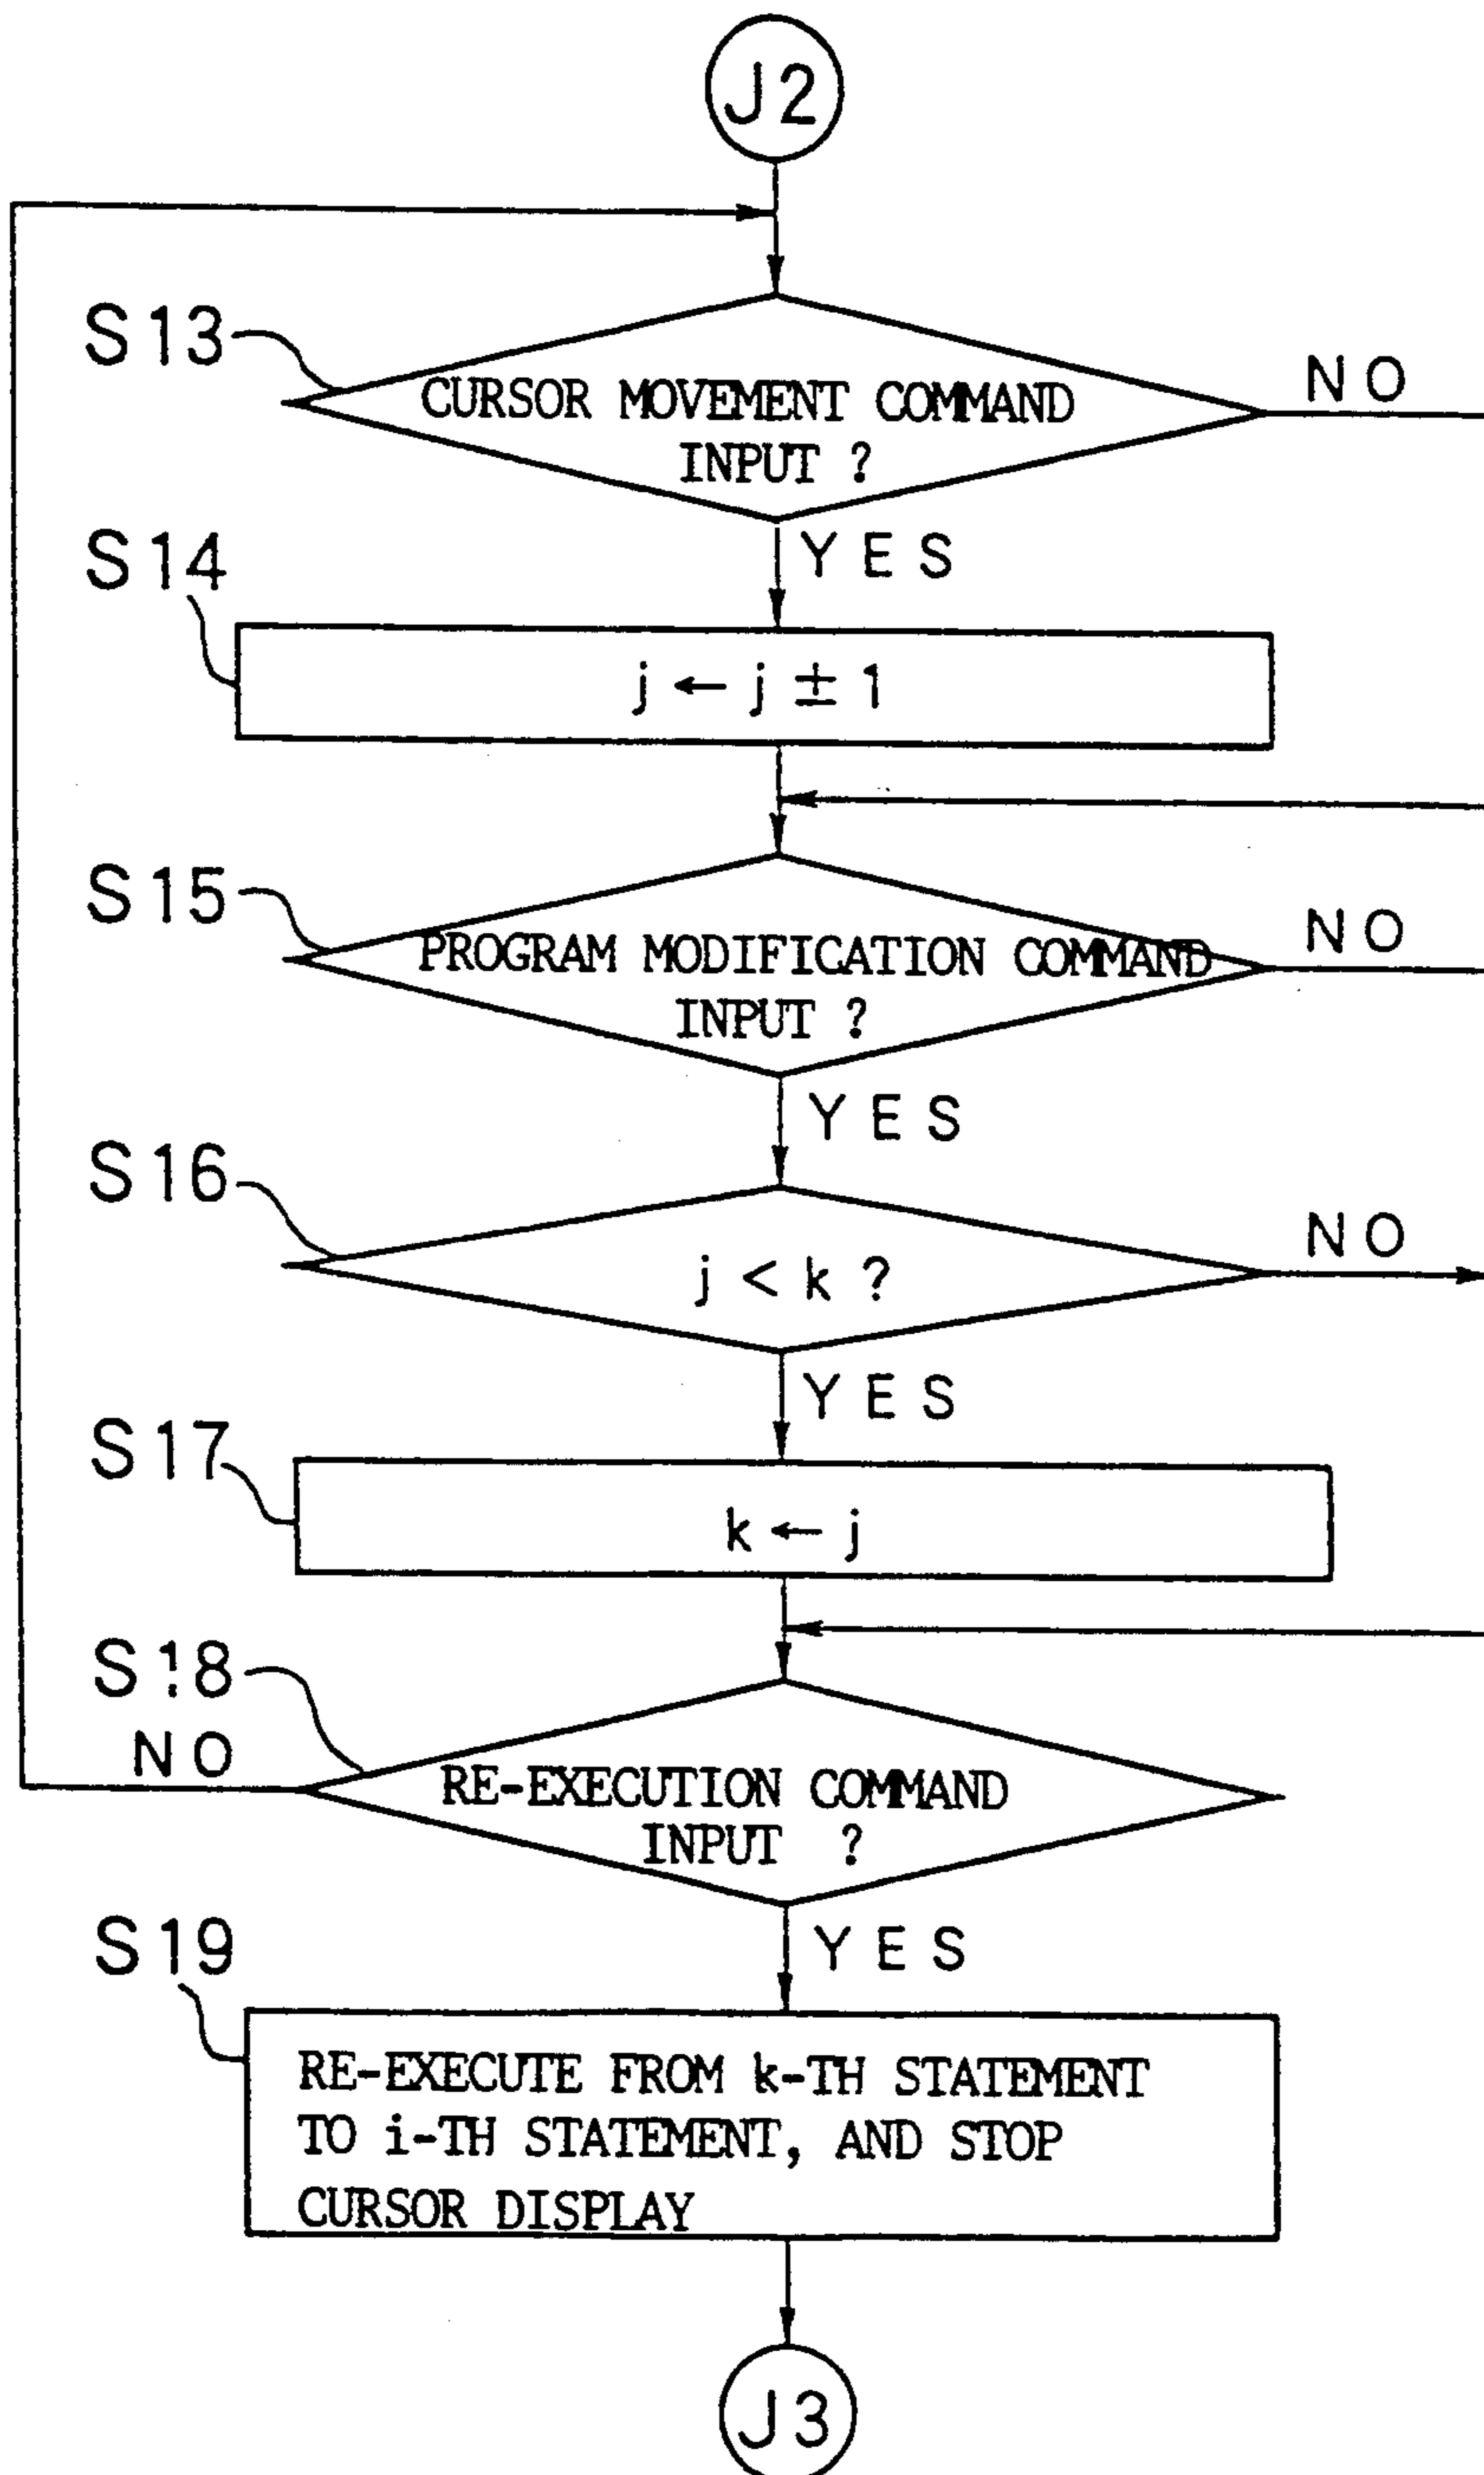 J2
S13
CURSOR MOVEMENT COMMAND
INPUT ?
NO
YES
S14
j ← j ± 1
S15
PROGRAM MODIFICATION COMMAND
INPUT ?
NO
YES
S16
j < k ?
NO
YES
S17
k ← j
S18
NO
RE-EXECUTION COMMAND
INPUT ?
YES
S19
RE-EXECUTE FROM k-TH STATEMENT
TO i-TH STATEMENT, AND STOP
CURSOR DISPLAY
J3